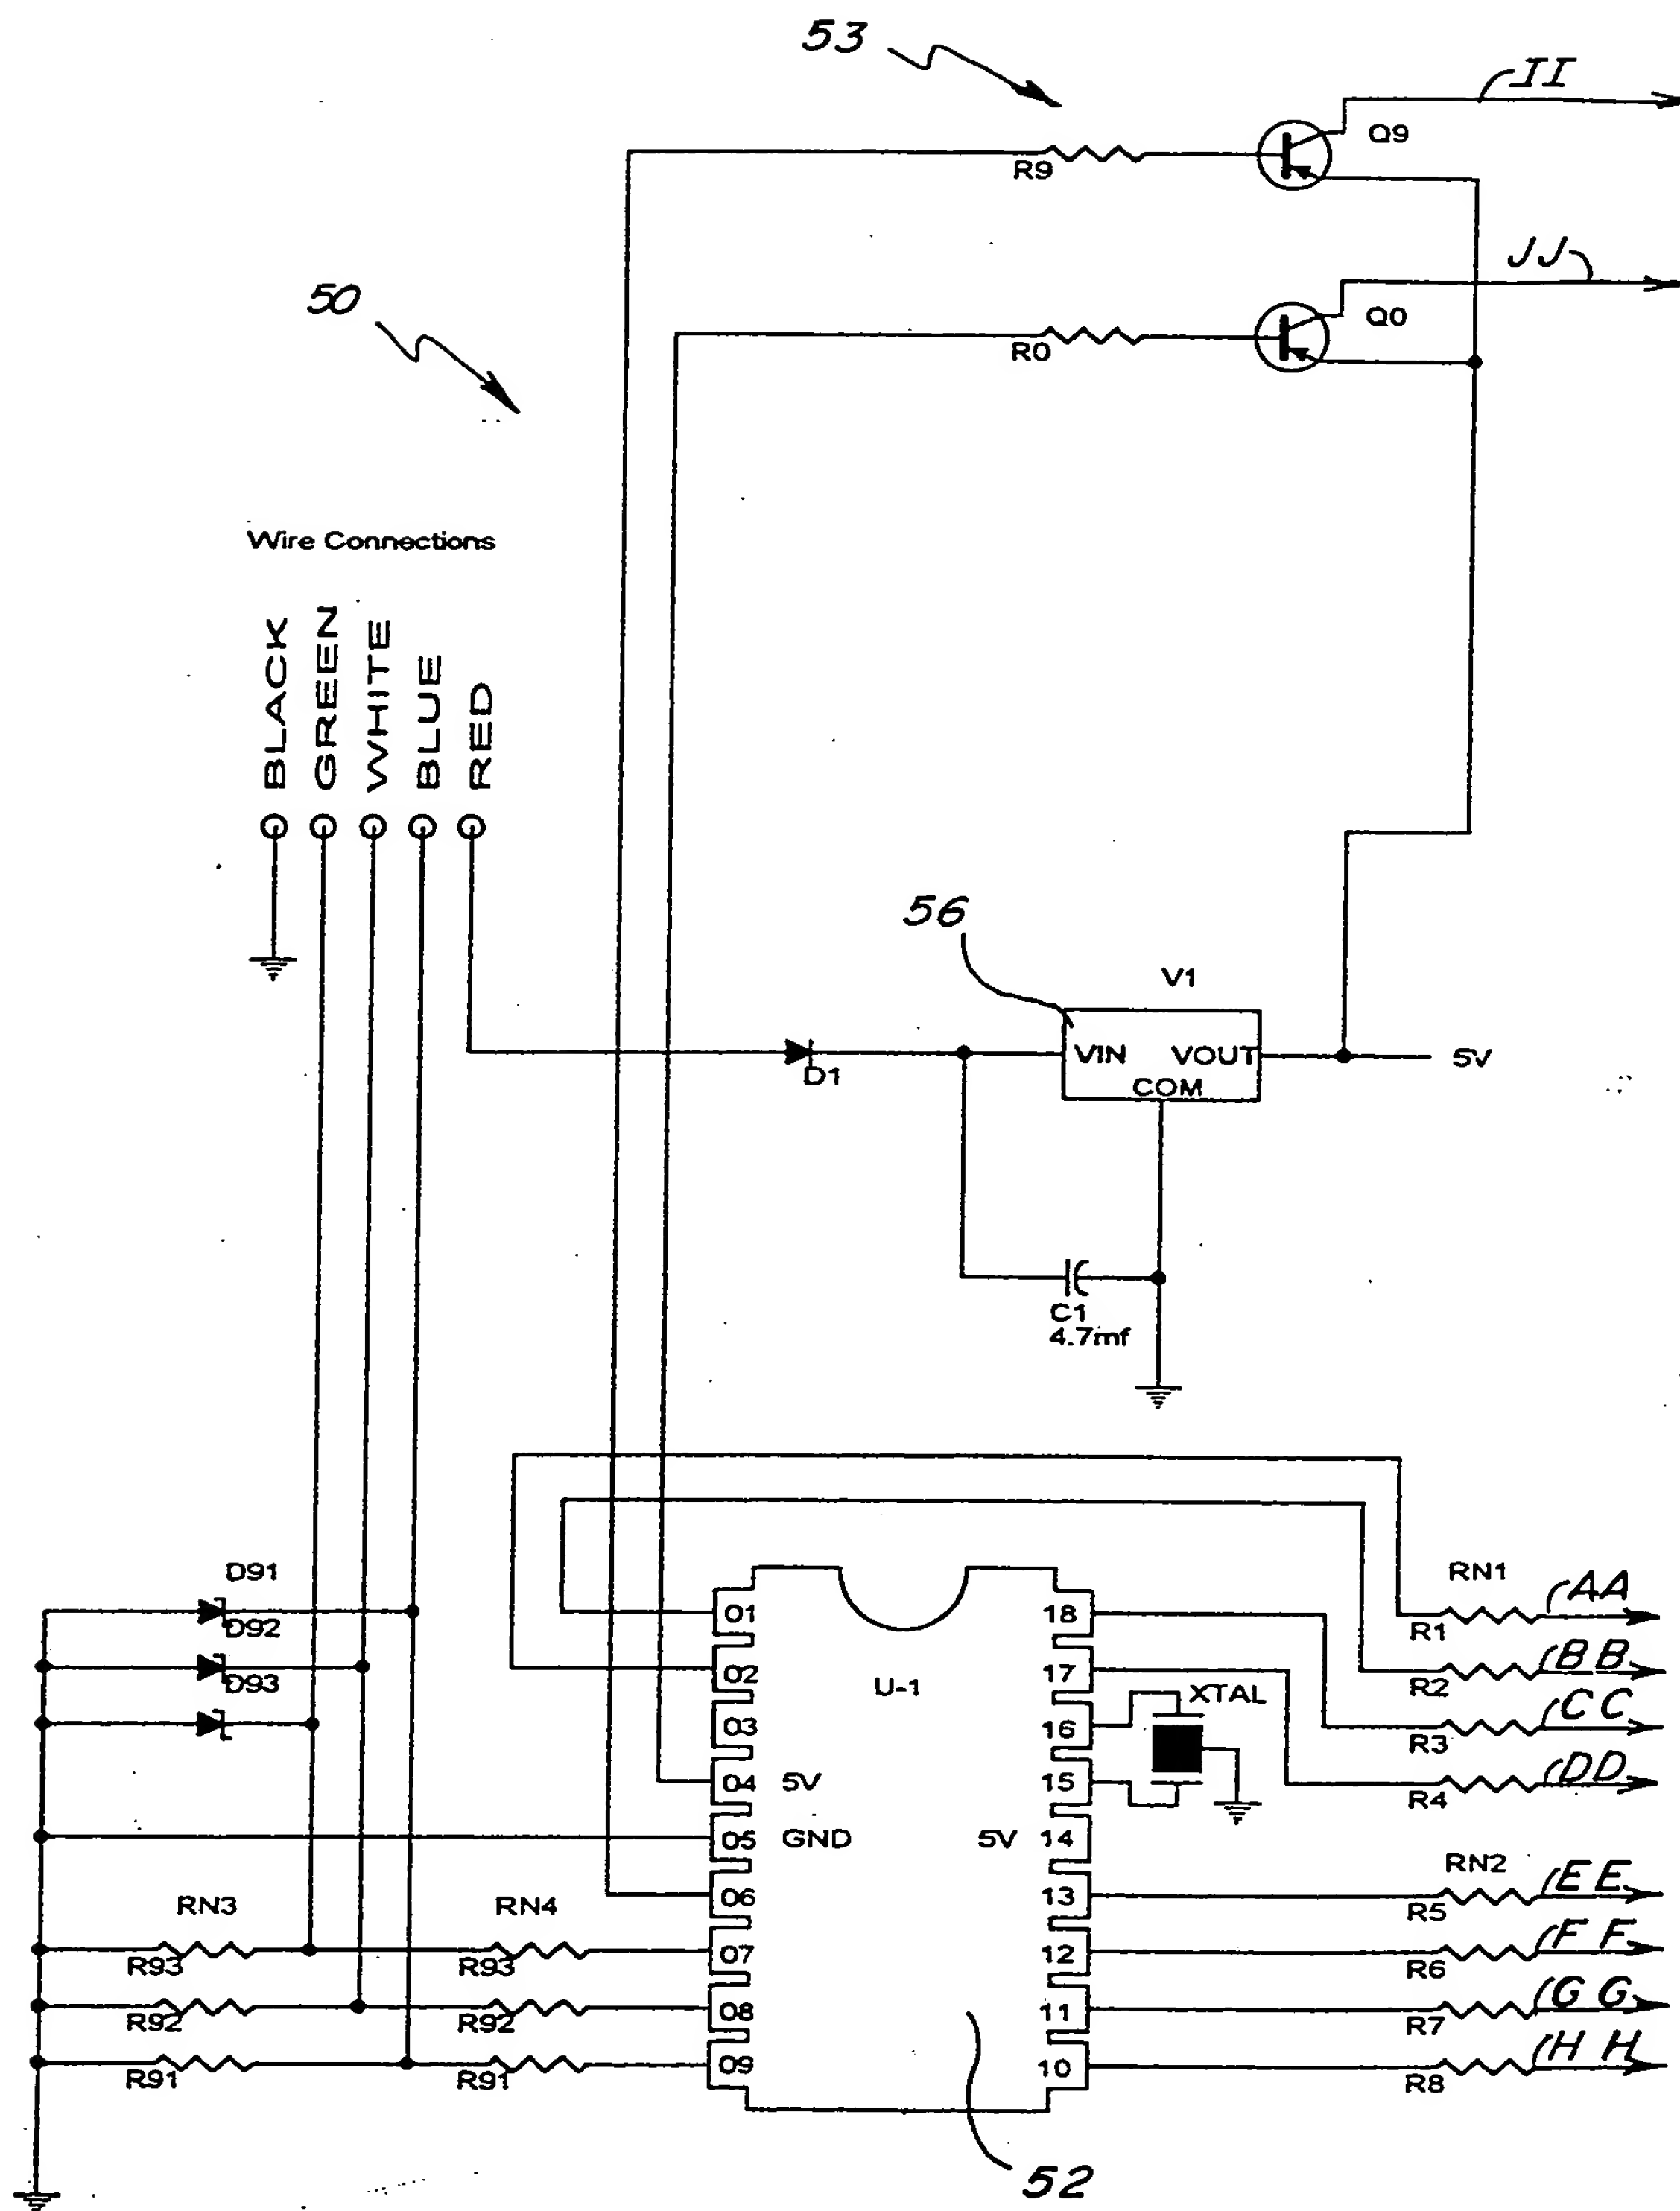 53
II
Q9
R9
JJ
50
Q0
R0
Wire Connections
BLACK
GREEN
WHITE
BLUE
RED
56
V1
VIN VOUT
COM
5V
D1
C1
4.7mf
D91
D92
D93
RN1
AA
R1
BB
R2
CC
R3
DD
R4
01
02
03
04 5V
05 GND
06
07
08
09
U-1
18
17
16
15
5V 14
13
12
11
10
XTAL
RN2
EE
R5
FF
R6
GG
R7
HH
R8
RN3
RN4
R93
R93
R92
R92
R91
R91
52